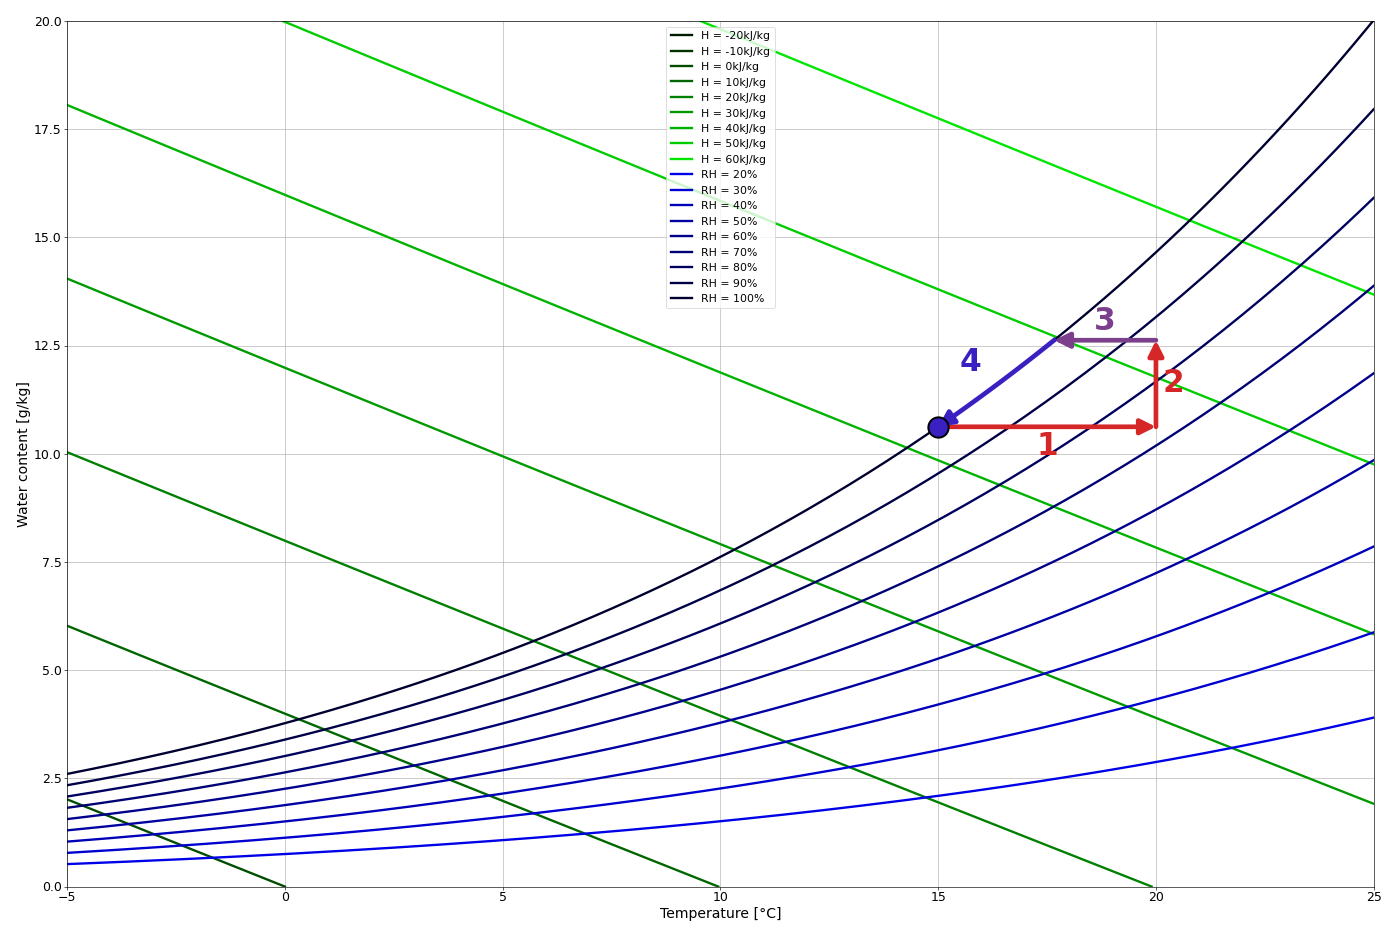 20.0
17.5
15.0
12.5
10.0
7.5
5.0
2.5
0.0
Water content [g/kg]
H = -20kJ/kg
H = -10kJ/kg
H = 0kJ/kg
H = 10kJ/kg
H = 20kJ/kg
H = 30kJ/kg
H = 40kJ/kg
H = 50kJ/kg
H = 60kJ/kg
RH = 20%
RH = 30%
RH = 40%
RH = 50%
RH = 60%
RH = 70%
RH = 80%
RH = 90%
RH = 100%
3
4
2
1
−5 0 5 10 15 20 25
Temperature [°C]